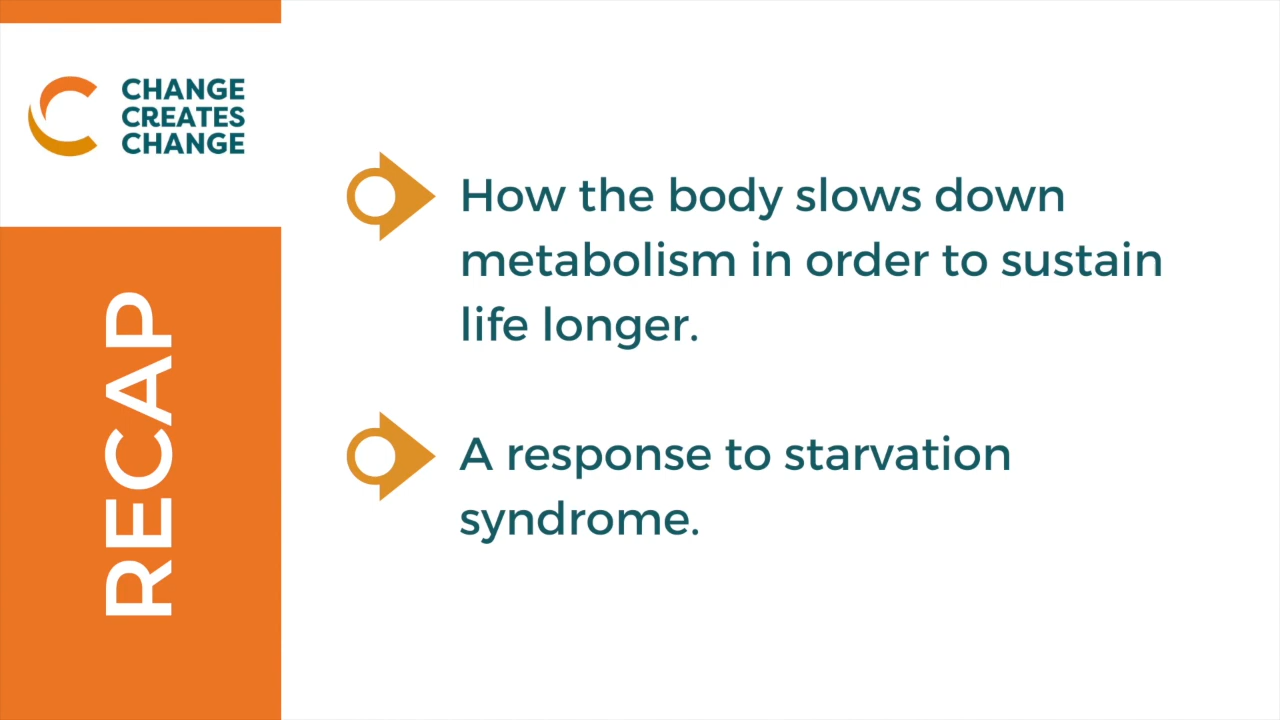 CHANGE
CREATES
CHANGE
RECAP
How the body slows down
metabolism in order to sustain
life longer.
A response to starvation
syndrome.